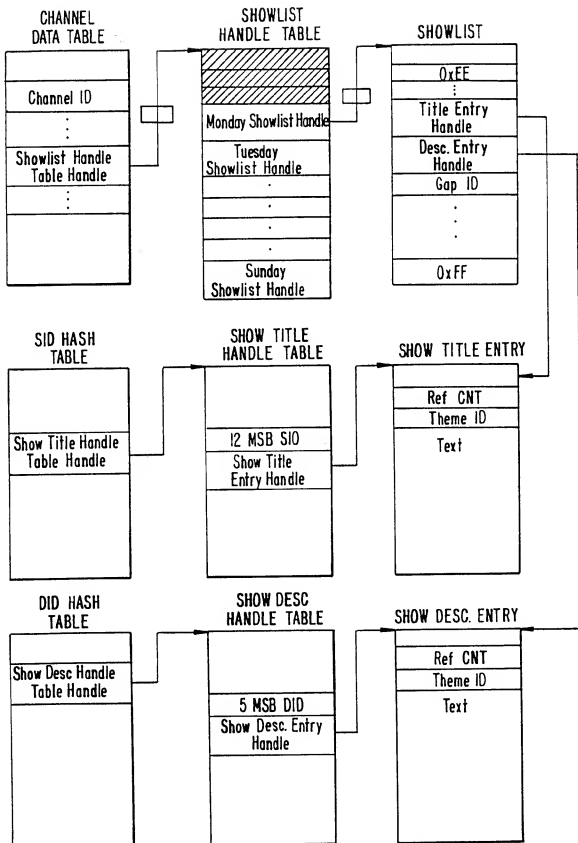 CHANNEL
DATA TABLE
Channel ID
Showlist Handle
Table Handle
SHOWLIST
HANDLE TABLE
Monday Showlist Handle
Tuesday
Showlist Handle
Sunday
Showlist Handle
SHOWLIST
0xEE
Title Entry
Handle
Desc. Entry
Handle
Gap ID
0xFF
SID HASH
TABLE
Show Title Handle
Table Handle
SHOW TITLE
HANDLE TABLE
12 MSB SIO
Show Title
Entry Handle
SHOW TITLE ENTRY
Ref CNT
Theme ID
Text
DID HASH
TABLE
Show Desc Handle
Table Handle
SHOW DESC
HANDLE TABLE
5 MSB DID
Show Desc. Entry
Handle
SHOW DESC. ENTRY
Ref CNT
Theme ID
Text